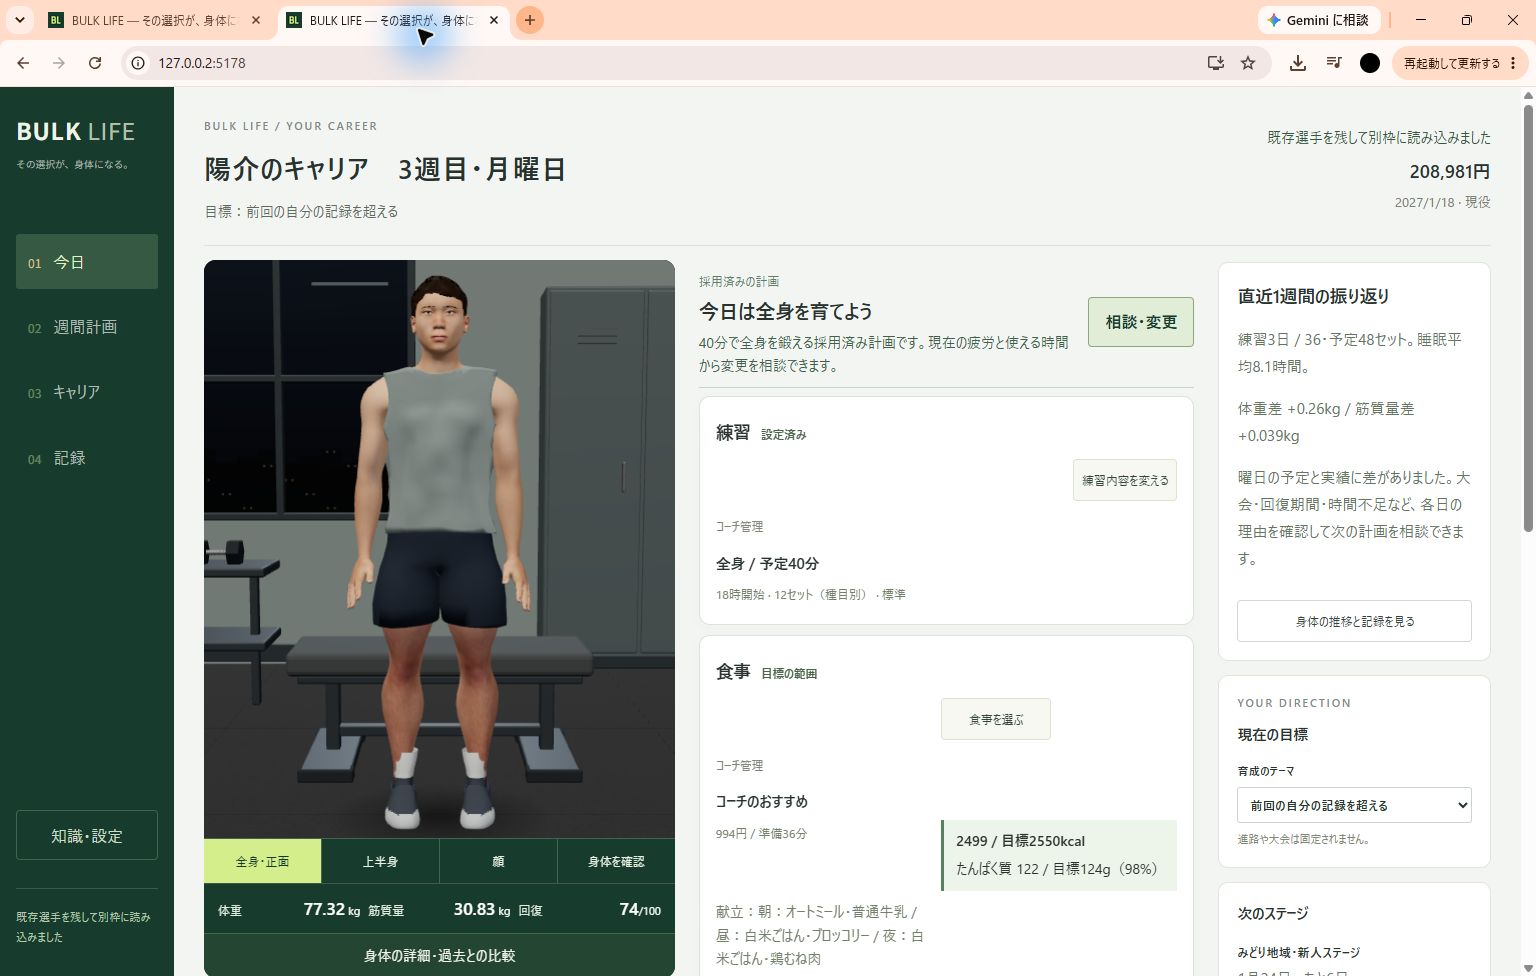 BULK LIFE — その選択が、身体に
BULK LIFE — その選択が、身体に
Gemini に相談
127.0.0.2:5178
再起動して更新する
BULK LIFE
その選択が、身体になる。
01 今日
02 週間計画
03 キャリア
04 記録
知識・設定
既存選手を残して別枠に読み
込みました
BULK LIFE / YOUR CAREER
陽介のキャリア 3週目・月曜日
目標：前回の自分の記録を超える
既存選手を残して別枠に読み込みました
208,981円
2027/1/18 · 現役
全身・正面
上半身
顔
身体を確認
体重 77.32 kg 筋質量 30.83 kg 回復 74/100
身体の詳細・過去との比較
採用済みの計画
今日は全身を育てよう
40分で全身を鍛える採用済み計画です。現在の疲労と使える時間
から変更を相談できます。
相談・変更
練習 設定済み
練習内容を変える
コーチ管理
全身 / 予定40分
18時開始 · 12セット（種目別） · 標準
食事 目標の範囲
食事を選ぶ
コーチ管理
コーチのおすすめ
994円 / 準備36分
2499 / 目標2550kcal
たんぱく質 122 / 目標124g（98%）
献立：朝：オートミール・普通牛乳 /
昼：白米ごはん・ブロッコリー / 夜：白
米ごはん・鶏むね肉
直近1週間の振り返り
練習3日 / 36・予定48セット。睡眠平
均8.1時間。
体重差 +0.26kg / 筋質量差
+0.039kg
曜日の予定と実績に差がありました。大
会・回復期間・時間不足など、各日の
理由を確認して次の計画を相談できま
す。
身体の推移と記録を見る
YOUR DIRECTION
現在の目標
育成のテーマ
前回の自分の記録を超える
進路や大会は固定されません。
次のステージ
みどり地域・新人ステージ